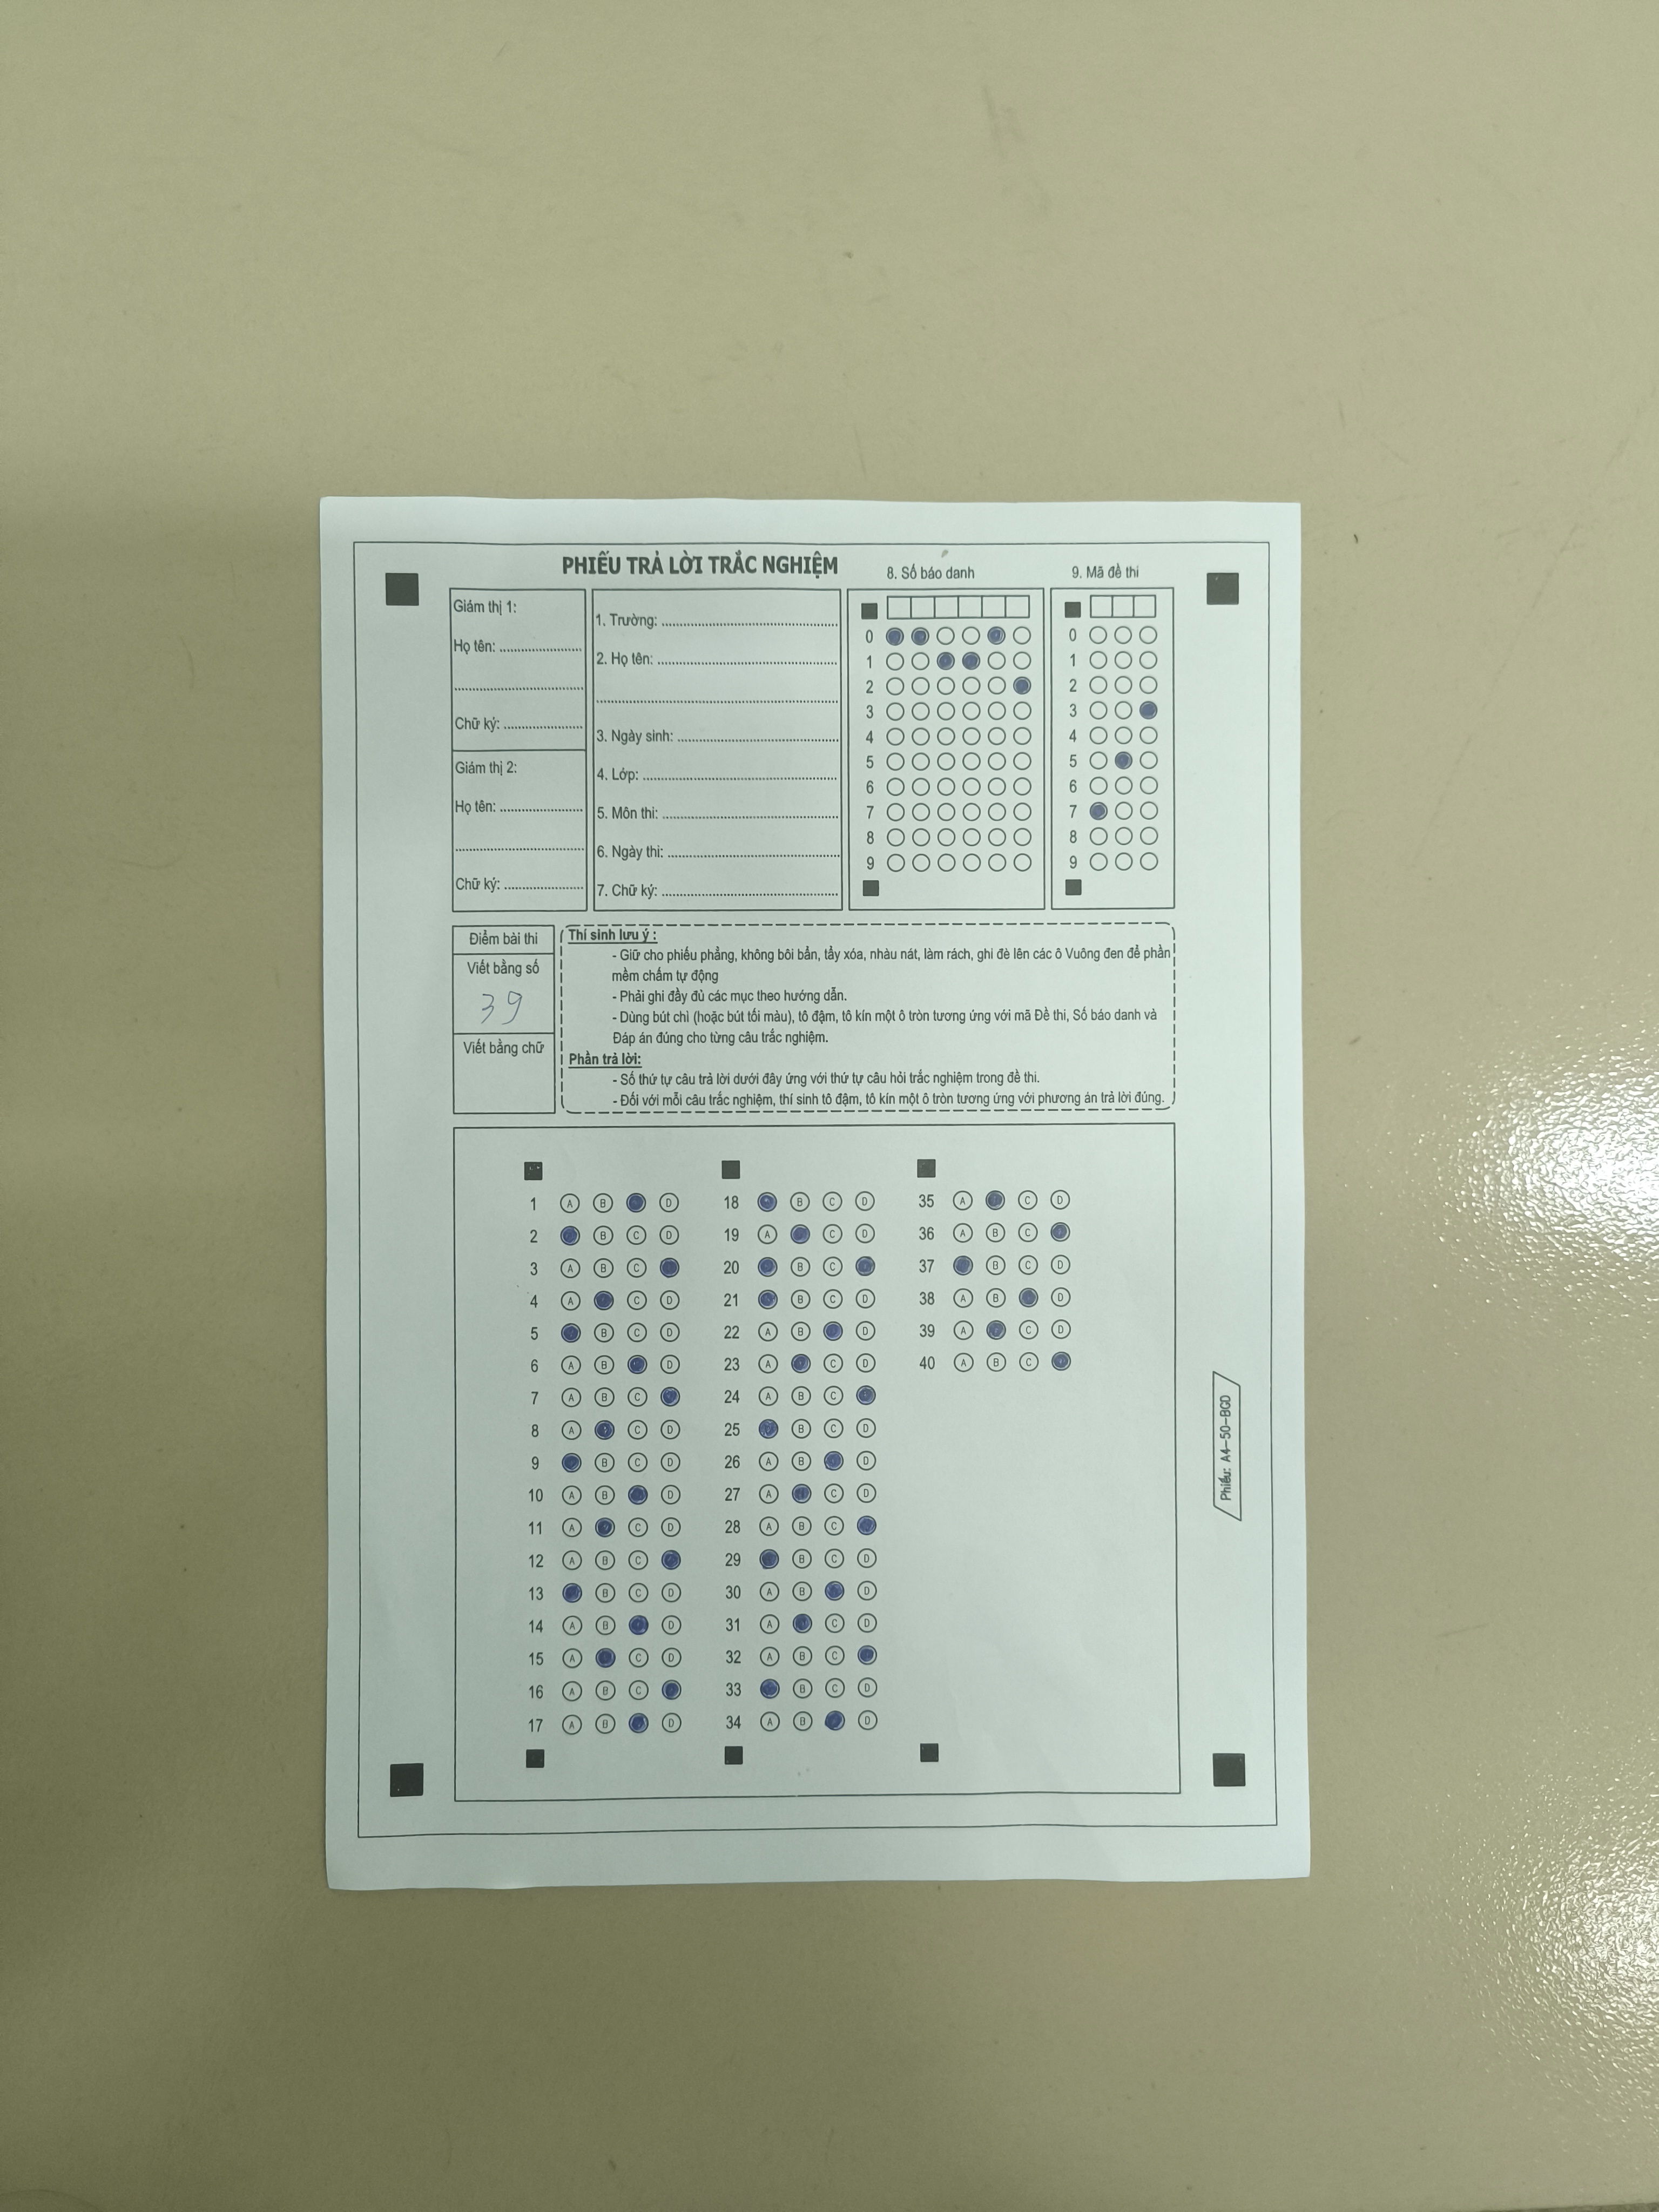 PHIẾU TRẢ LỜI TRẮC NGHIỆM
Giám thị 1:
Họ tên: ........................
........................
Chữ ký: ........................
Giám thị 2:
Họ tên: ........................
........................
Chữ ký: ........................
1. Trường: ........................
2. Họ tên: ........................
........................
3. Ngày sinh: ........................
4. Lớp: ........................
5. Môn thi: ........................
6. Ngày thi: ........................
7. Chữ ký: ........................
8. Số báo danh
0
1
2
3
4
5
6
7
8
9
9. Mã đề thi
0
1
2
3
4
5
6
7
8
9
Điểm bài thi
Viết bằng số
39
Viết bằng chữ
Thí sinh lưu ý :
- Giữ cho phiếu phẳng, không bôi bẩn, tẩy xóa, nhàu nát, làm rách, ghi đè lên các ô Vuông đen để phần
mềm chấm tự động
- Phải ghi đầy đủ các mục theo hướng dẫn.
- Dùng bút chì (hoặc bút tối màu), tô đậm, tô kín một ô tròn tương ứng với mã Đề thi, Số báo danh và
Đáp án đúng cho từng câu trắc nghiệm.
Phần trả lời:
- Số thứ tự câu trả lời dưới đây ứng với thứ tự câu hỏi trắc nghiệm trong đề thi.
- Đối với mỗi câu trắc nghiệm, thí sinh tô đậm, tô kín một ô tròn tương ứng với phương án trả lời đúng.
1 A B D
2 B C D
3 A B C
4 A C D
5 B C D
6 A B D
7 A B C
8 A C D
9 B C D
10 A B D
11 A C D
12 A B C
13 B C D
14 A B D
15 A C D
16 A B C
17 A B D
18 B C D
19 A C D
20 B C
21 B C D
22 A B D
23 A C D
24 A B C
25 B C D
26 A B D
27 A C D
28 A B C
29 B C D
30 A B D
31 A C D
32 A B C
33 B C D
34 A B D
35 A C D
36 A B C
37 B C D
38 A B D
39 A C D
40 A B C
Phiếu: A4-50-BGD